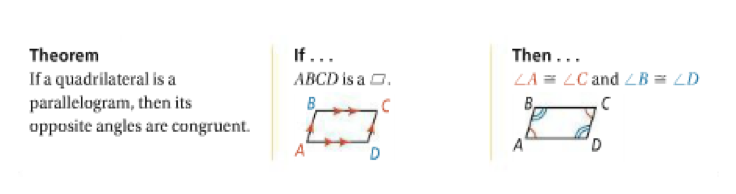 Theorem
If a quadrilateral is a
parallelogram, then its
opposite angles are congruent.
If . . .
ABCD is a ▱.
B
C
A
D
Then . . .
∠A ≅ ∠C and ∠B ≅ ∠D
B
C
A
D